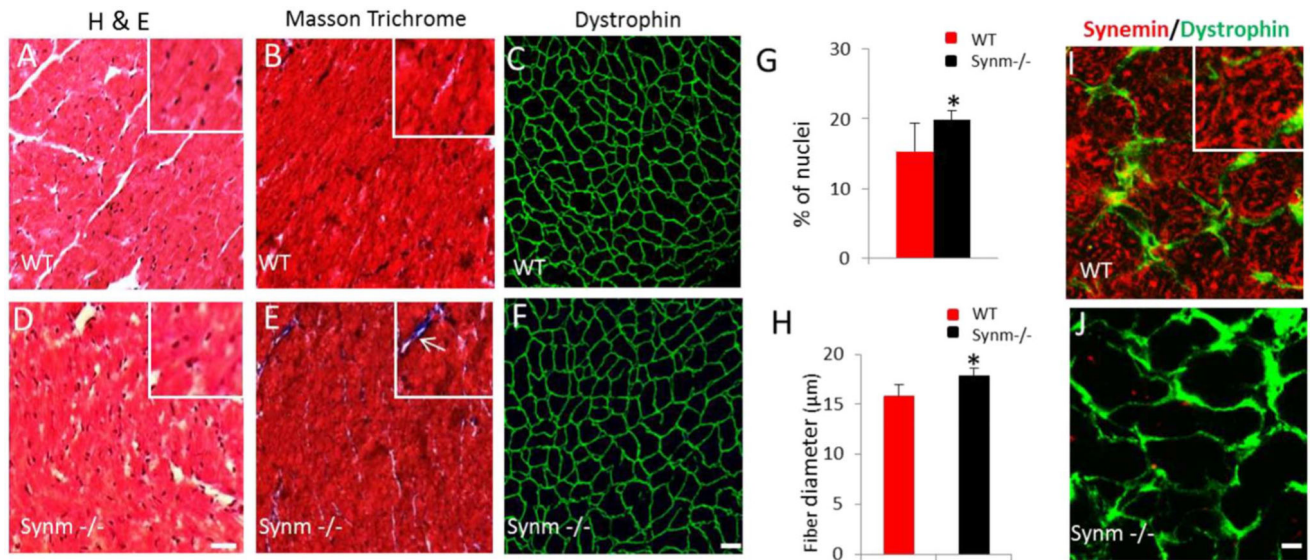 H & E
Masson Trichrome
Dystrophin
Synemin/Dystrophin
A
WT
B
WT
C
WT
G
30
20
10
0
% of nuclei
WT
Synm-/-
*
I
WT
D
Synm -/-
E
Synm -/-
F
H
20
15
10
5
0
Fiber diameter (μm)
WT
Synm-/-
*
J
Synm -/-